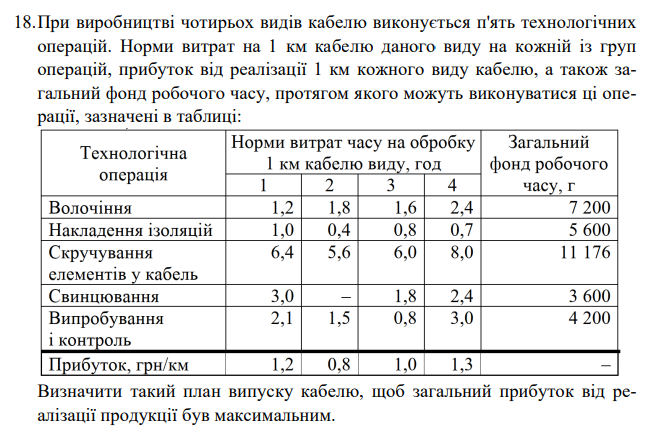 18.При виробництві чотирьох видів кабелю виконується п'ять технологічних
операцій. Норми витрат на 1 км кабелю даного виду на кожній із груп
операцій, прибуток від реалізації 1 км кожного виду кабелю, а також за-
гальний фонд робочого часу, протягом якого можуть виконуватися ці опе-
рації, зазначені в таблиці:
Технологічна операція Норми витрат часу на обробку 1 км кабелю виду, год Загальний фонд робочого часу, г
1 2 3 4
Волочіння 1,2 1,8 1,6 2,4 7 200
Накладення ізоляцій 1,0 0,4 0,8 0,7 5 600
Скручування елементів у кабель 6,4 5,6 6,0 8,0 11 176
Свинцювання 3,0 – 1,8 2,4 3 600
Випробування і контроль 2,1 1,5 0,8 3,0 4 200
Прибуток, грн/км 1,2 0,8 1,0 1,3 –
Визначити такий план випуску кабелю, щоб загальний прибуток від ре-
алізації продукції був максимальним.